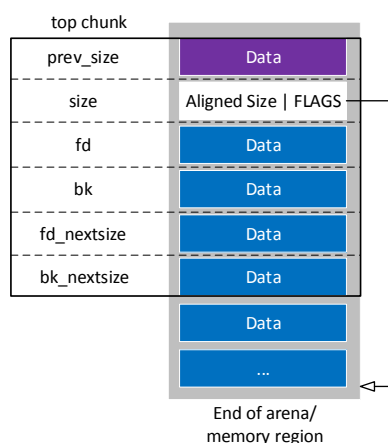 top chunk
prev_size Data
size Aligned Size | FLAGS
fd Data
bk Data
fd_nextsize Data
bk_nextsize Data
Data
...
End of arena/
memory region